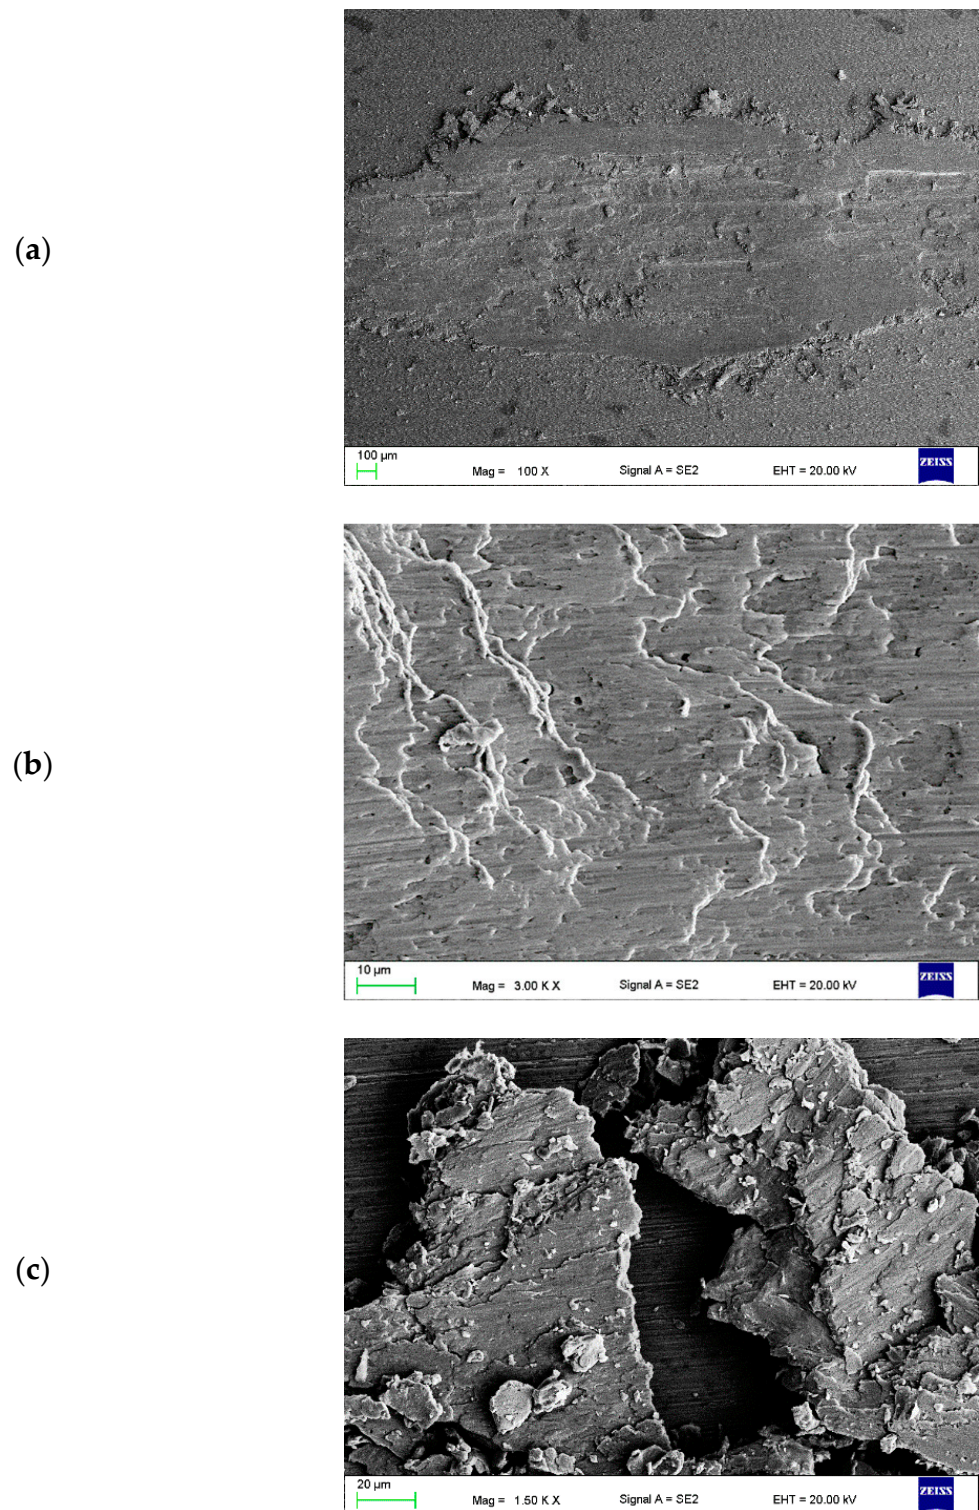 (a)
100 µm
Mag = 100 X
Signal A = SE2
EHT = 20.00 kV
ZEISS
(b)
10 µm
Mag = 3.00 K X
Signal A = SE2
EHT = 20.00 kV
ZEISS
(c)
20 µm
Mag = 1.50 K X
Signal A = SE2
EHT = 20.00 kV
ZEISS